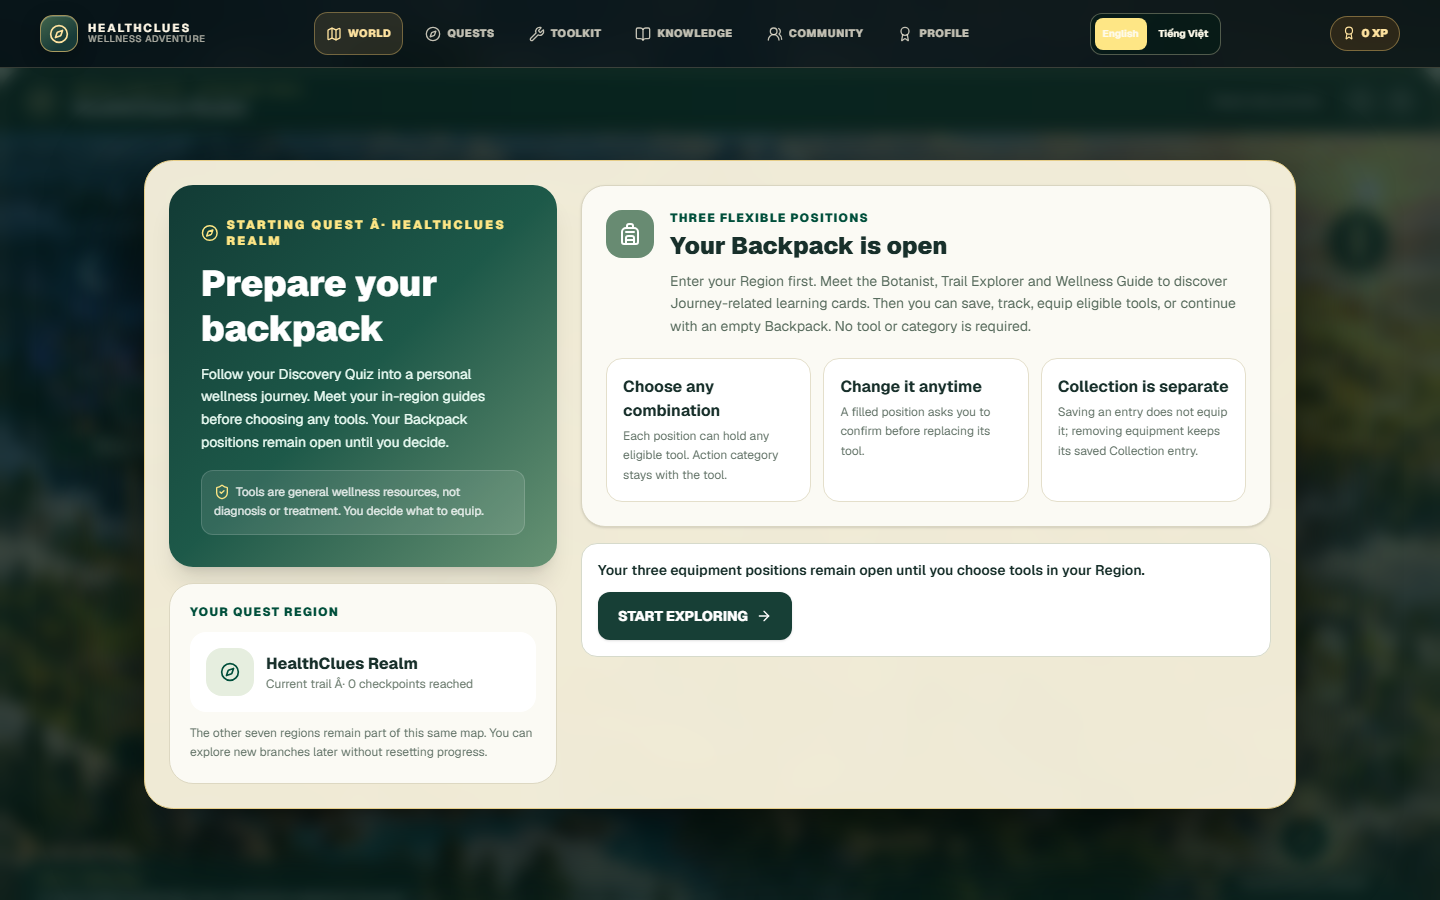 HEALTHCLUES
WELLNESS ADVENTURE
WORLD
QUESTS
TOOLKIT
KNOWLEDGE
COMMUNITY
PROFILE
English
Tiếng Việt
0 XP
STARTING QUEST Â· HEALTHCLUES
REALM
Prepare your
backpack
Follow your Discovery Quiz into a personal
wellness journey. Meet your in-region guides
before choosing any tools. Your Backpack
positions remain open until you decide.
Tools are general wellness resources, not
diagnosis or treatment. You decide what to equip.
YOUR QUEST REGION
HealthClues Realm
Current trail Â· 0 checkpoints reached
The other seven regions remain part of this same map. You can
explore new branches later without resetting progress.
THREE FLEXIBLE POSITIONS
Your Backpack is open
Enter your Region first. Meet the Botanist, Trail Explorer and Wellness Guide to discover
Journey-related learning cards. Then you can save, track, equip eligible tools, or continue
with an empty Backpack. No tool or category is required.
Choose any
combination
Each position can hold any
eligible tool. Action category
stays with the tool.
Change it anytime
A filled position asks you to
confirm before replacing its
tool.
Collection is separate
Saving an entry does not equip
it; removing equipment keeps
its saved Collection entry.
Your three equipment positions remain open until you choose tools in your Region.
START EXPLORING